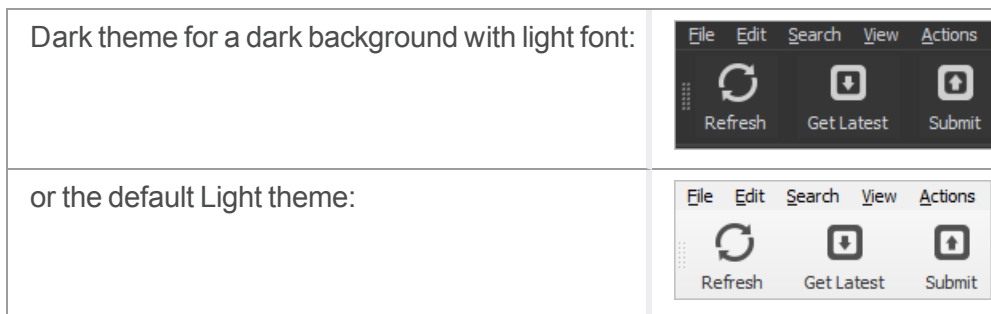 Dark theme for a dark background with light font:
File Edit Search View Actions
Refresh Get Latest Submit
or the default Light theme:
File Edit Search View Actions
Refresh Get Latest Submit